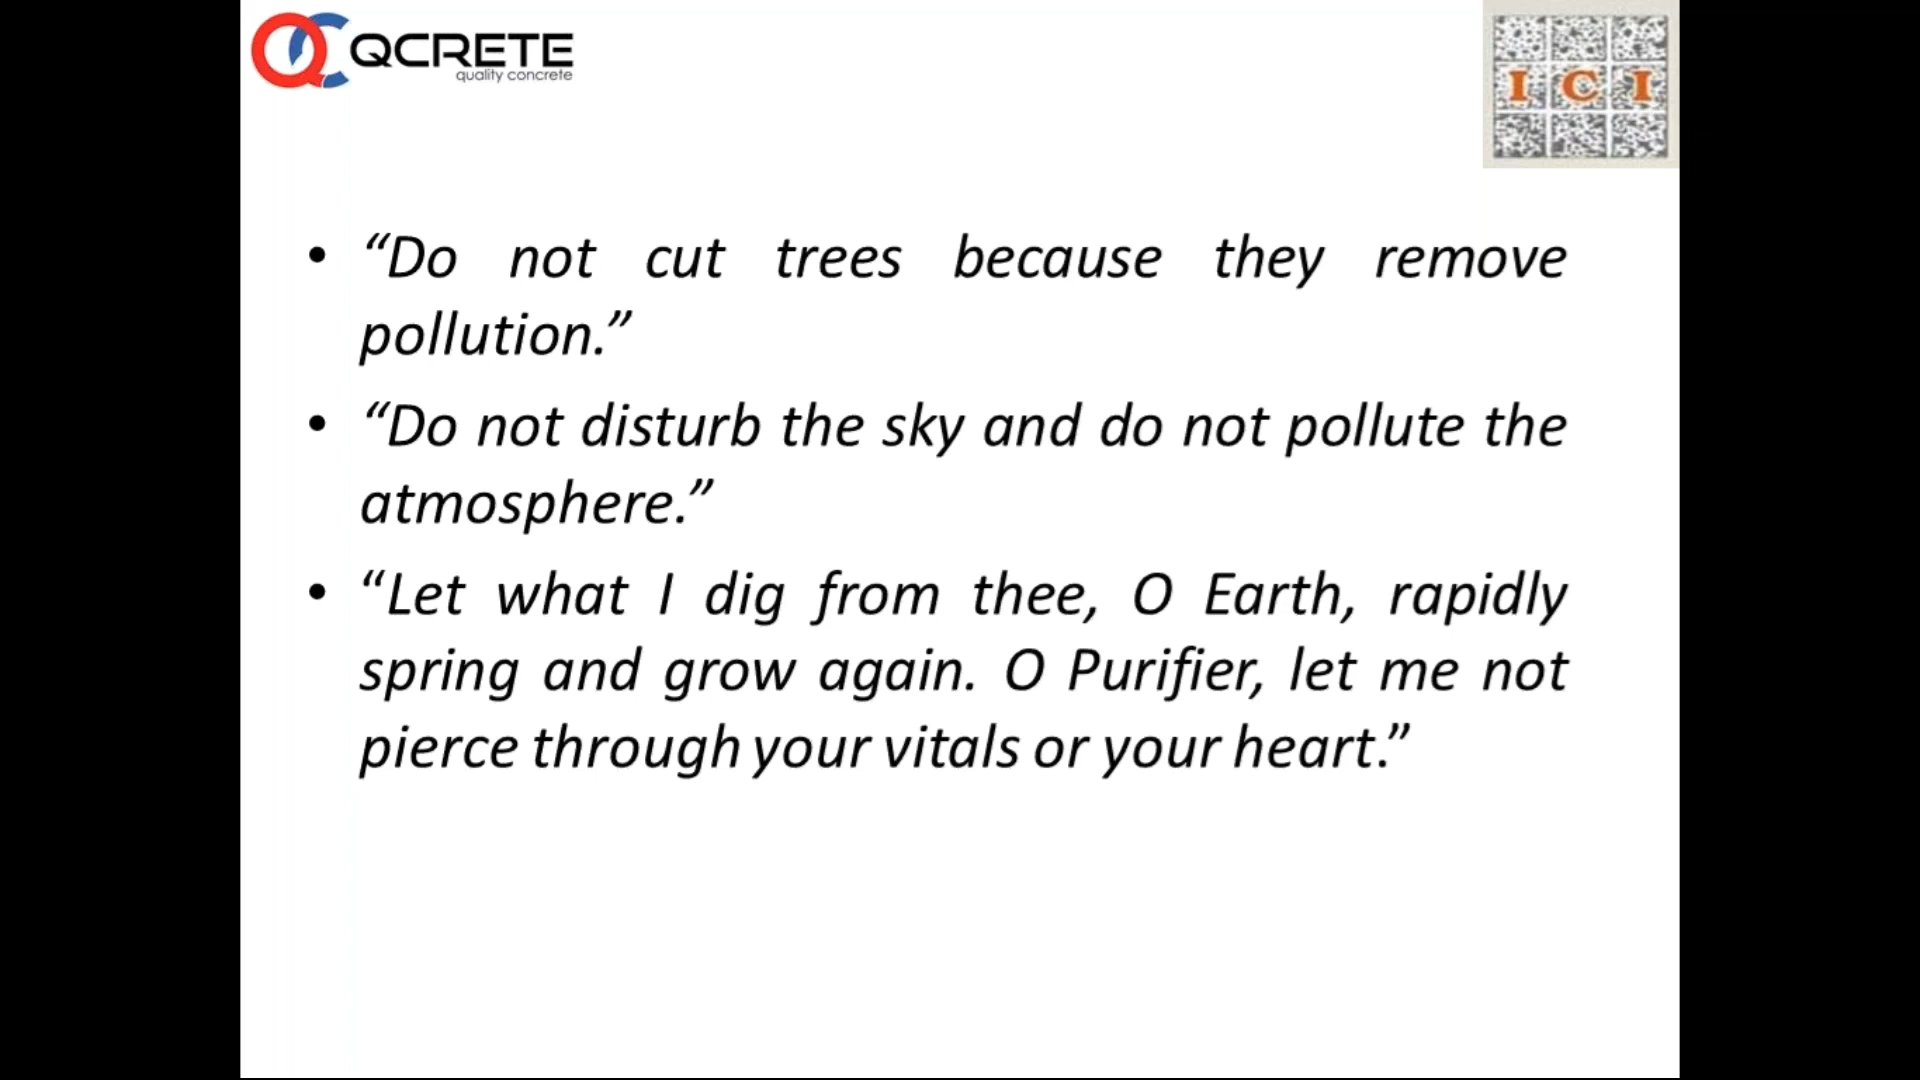 QCRETE
quality concrete
I C I
• “Do not cut trees because they remove
pollution.”
• “Do not disturb the sky and do not pollute the
atmosphere.”
• “Let what I dig from thee, O Earth, rapidly
spring and grow again. O Purifier, let me not
pierce through your vitals or your heart.”